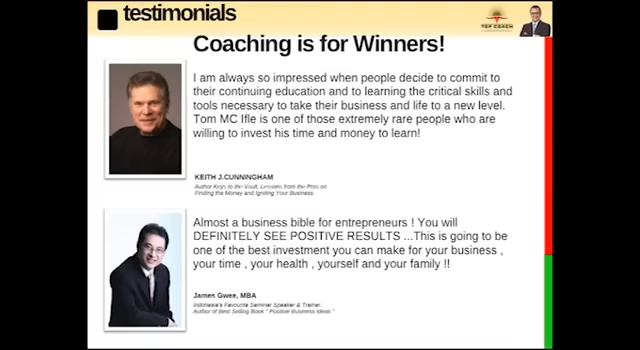 testimonials
TOP COACH
Coaching is for Winners!
I am always so impressed when people decide to commit to
their continuing education and to learning the critical skills and
tools necessary to take their business and life to a new level.
Tom MC Ifle is one of those extremely rare people who are
willing to invest his time and money to learn!
KEITH J.CUNNINGHAM
Author Keys to the Vault, Lessons from the Pros on
Finding the Money and Igniting Your Business.
Almost a business bible for entrepreneurs ! You will
DEFINITELY SEE POSITIVE RESULTS ...This is going to be
one of the best investment you can make for your business ,
your time , your health , yourself and your family !!
James Gwee, MBA
Indonesia's Favourite Seminar Speaker & Trainer.
Author of Best Selling Book " Positive Business Ideas "